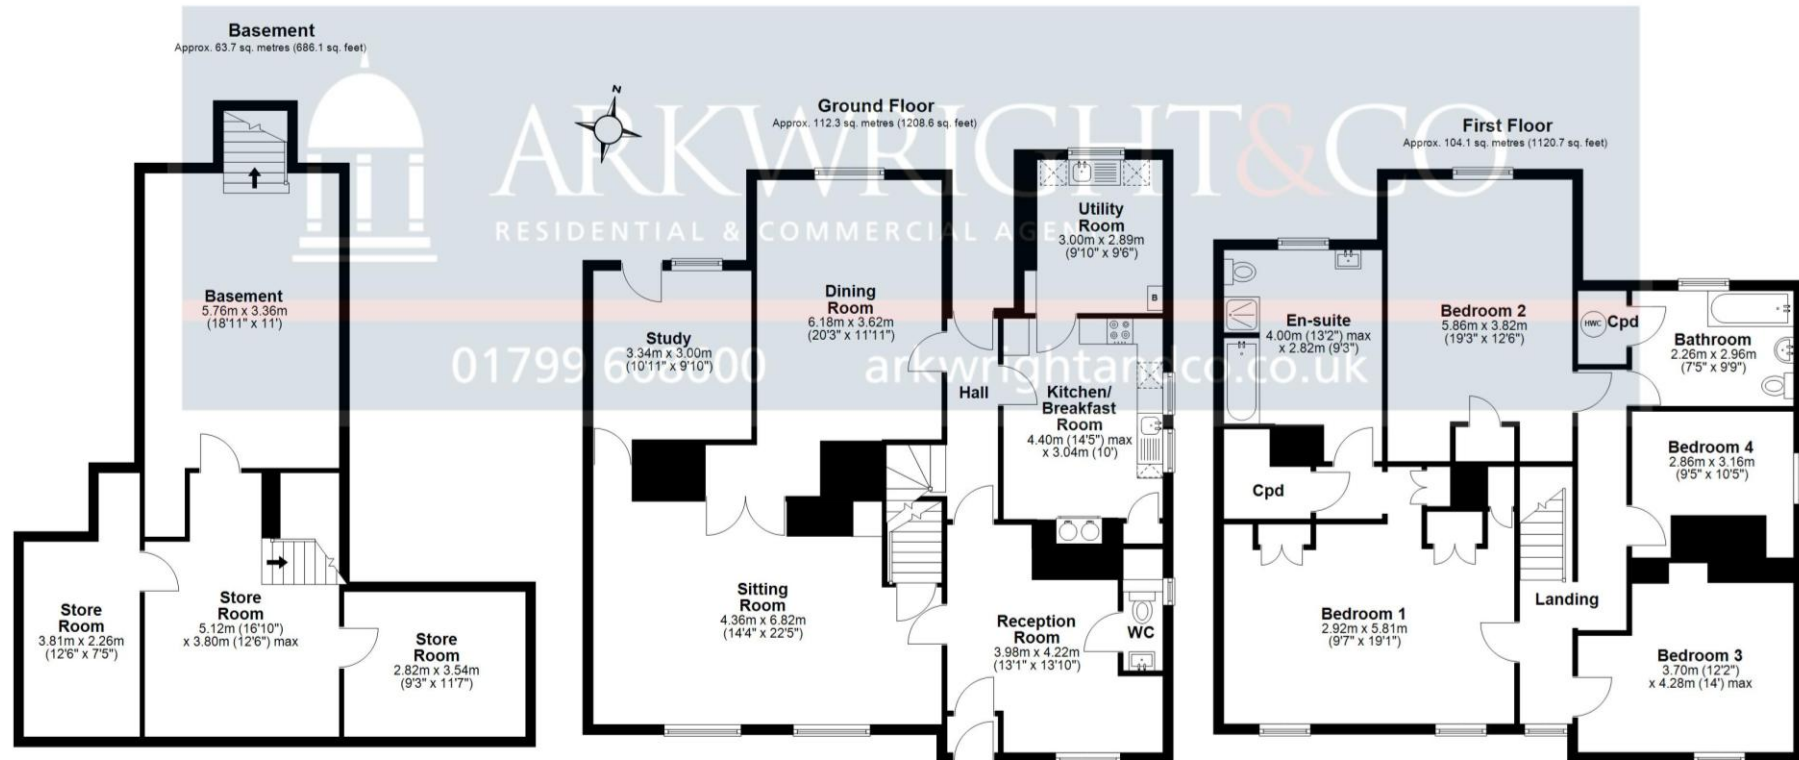 Basement
Approx. 63.7 sq. metres (686.1 sq. feet)
Basement
5.76m x 3.36m
(18'11" x 11')
Store
Room
3.81m x 2.26m
(12'6" x 7'5")
Store
Room
5.12m (16'10")
x 3.80m (12'6") max
Store
Room
2.82m x 3.54m
(9'3" x 11'7")
N
ARKWRIGHT&CO
RESIDENTIAL & COMMERCIAL AGEN
01799 668600
arkwrightandco.co.uk
Ground Floor
Approx. 112.3 sq. metres (1208.6 sq. feet)
Utility
Room
3.00m x 2.89m
(9'10" x 9'6")
B
Dining
Room
6.18m x 3.62m
(20'3" x 11'11")
Study
3.34m x 3.00m
(10'11" x 9'10")
Hall
Kitchen/
Breakfast
Room
4.40m (14'5") max
x 3.04m (10')
Sitting
Room
4.36m x 6.82m
(14'4" x 22'5")
Reception
Room
3.98m x 4.22m
(13'1" x 13'10")
WC
First Floor
Approx. 104.1 sq. metres (1120.7 sq. feet)
En-suite
4.00m (13'2") max
x 2.82m (9'3")
Bedroom 2
5.86m x 3.82m
(19'3" x 12'6")
HWC
Cpd
Bathroom
2.26m x 2.96m
(7'5" x 9'9")
Bedroom 4
2.86m x 3.16m
(9'5" x 10'5")
Cpd
Bedroom 1
2.92m x 5.81m
(9'7" x 19'1")
Landing
Bedroom 3
3.70m (12'2")
x 4.28m (14') max